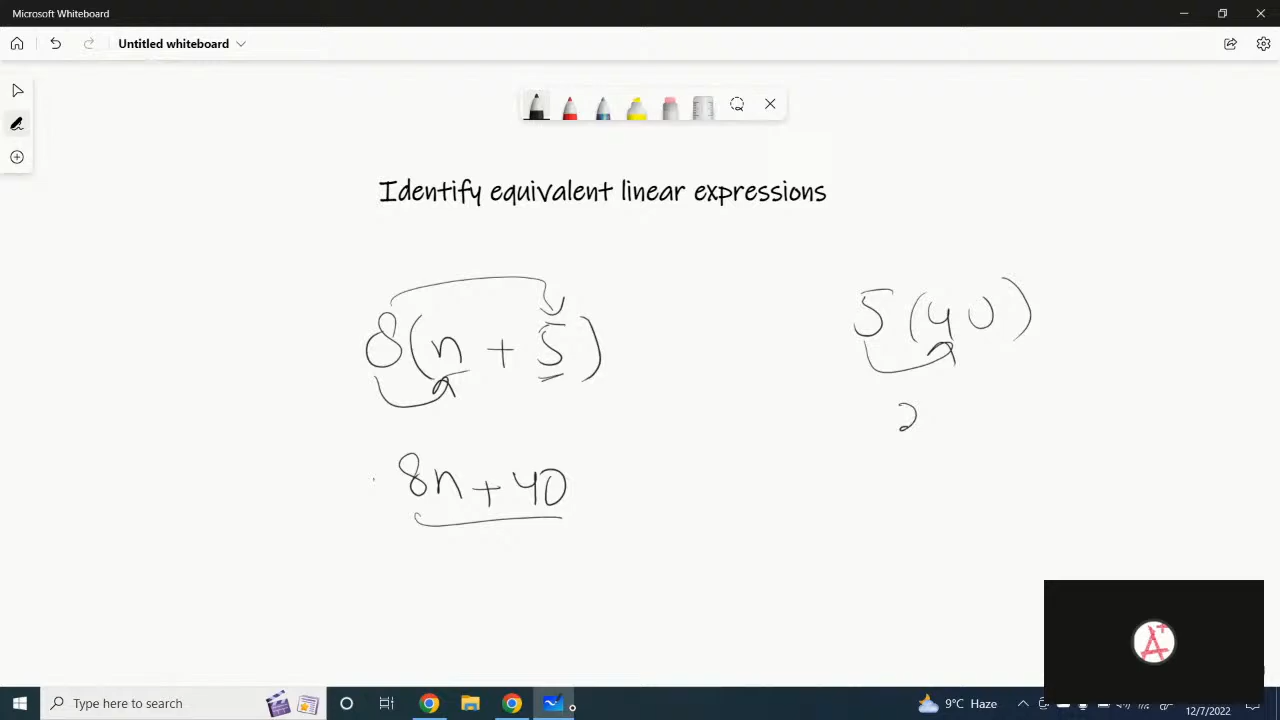 Microsoft Whiteboard
Untitled whiteboard
Identify equivalent linear expressions
8(n + 5)
5(40)
2
8n + 40
A+
Type here to search
9°C Haze
12/7/2022